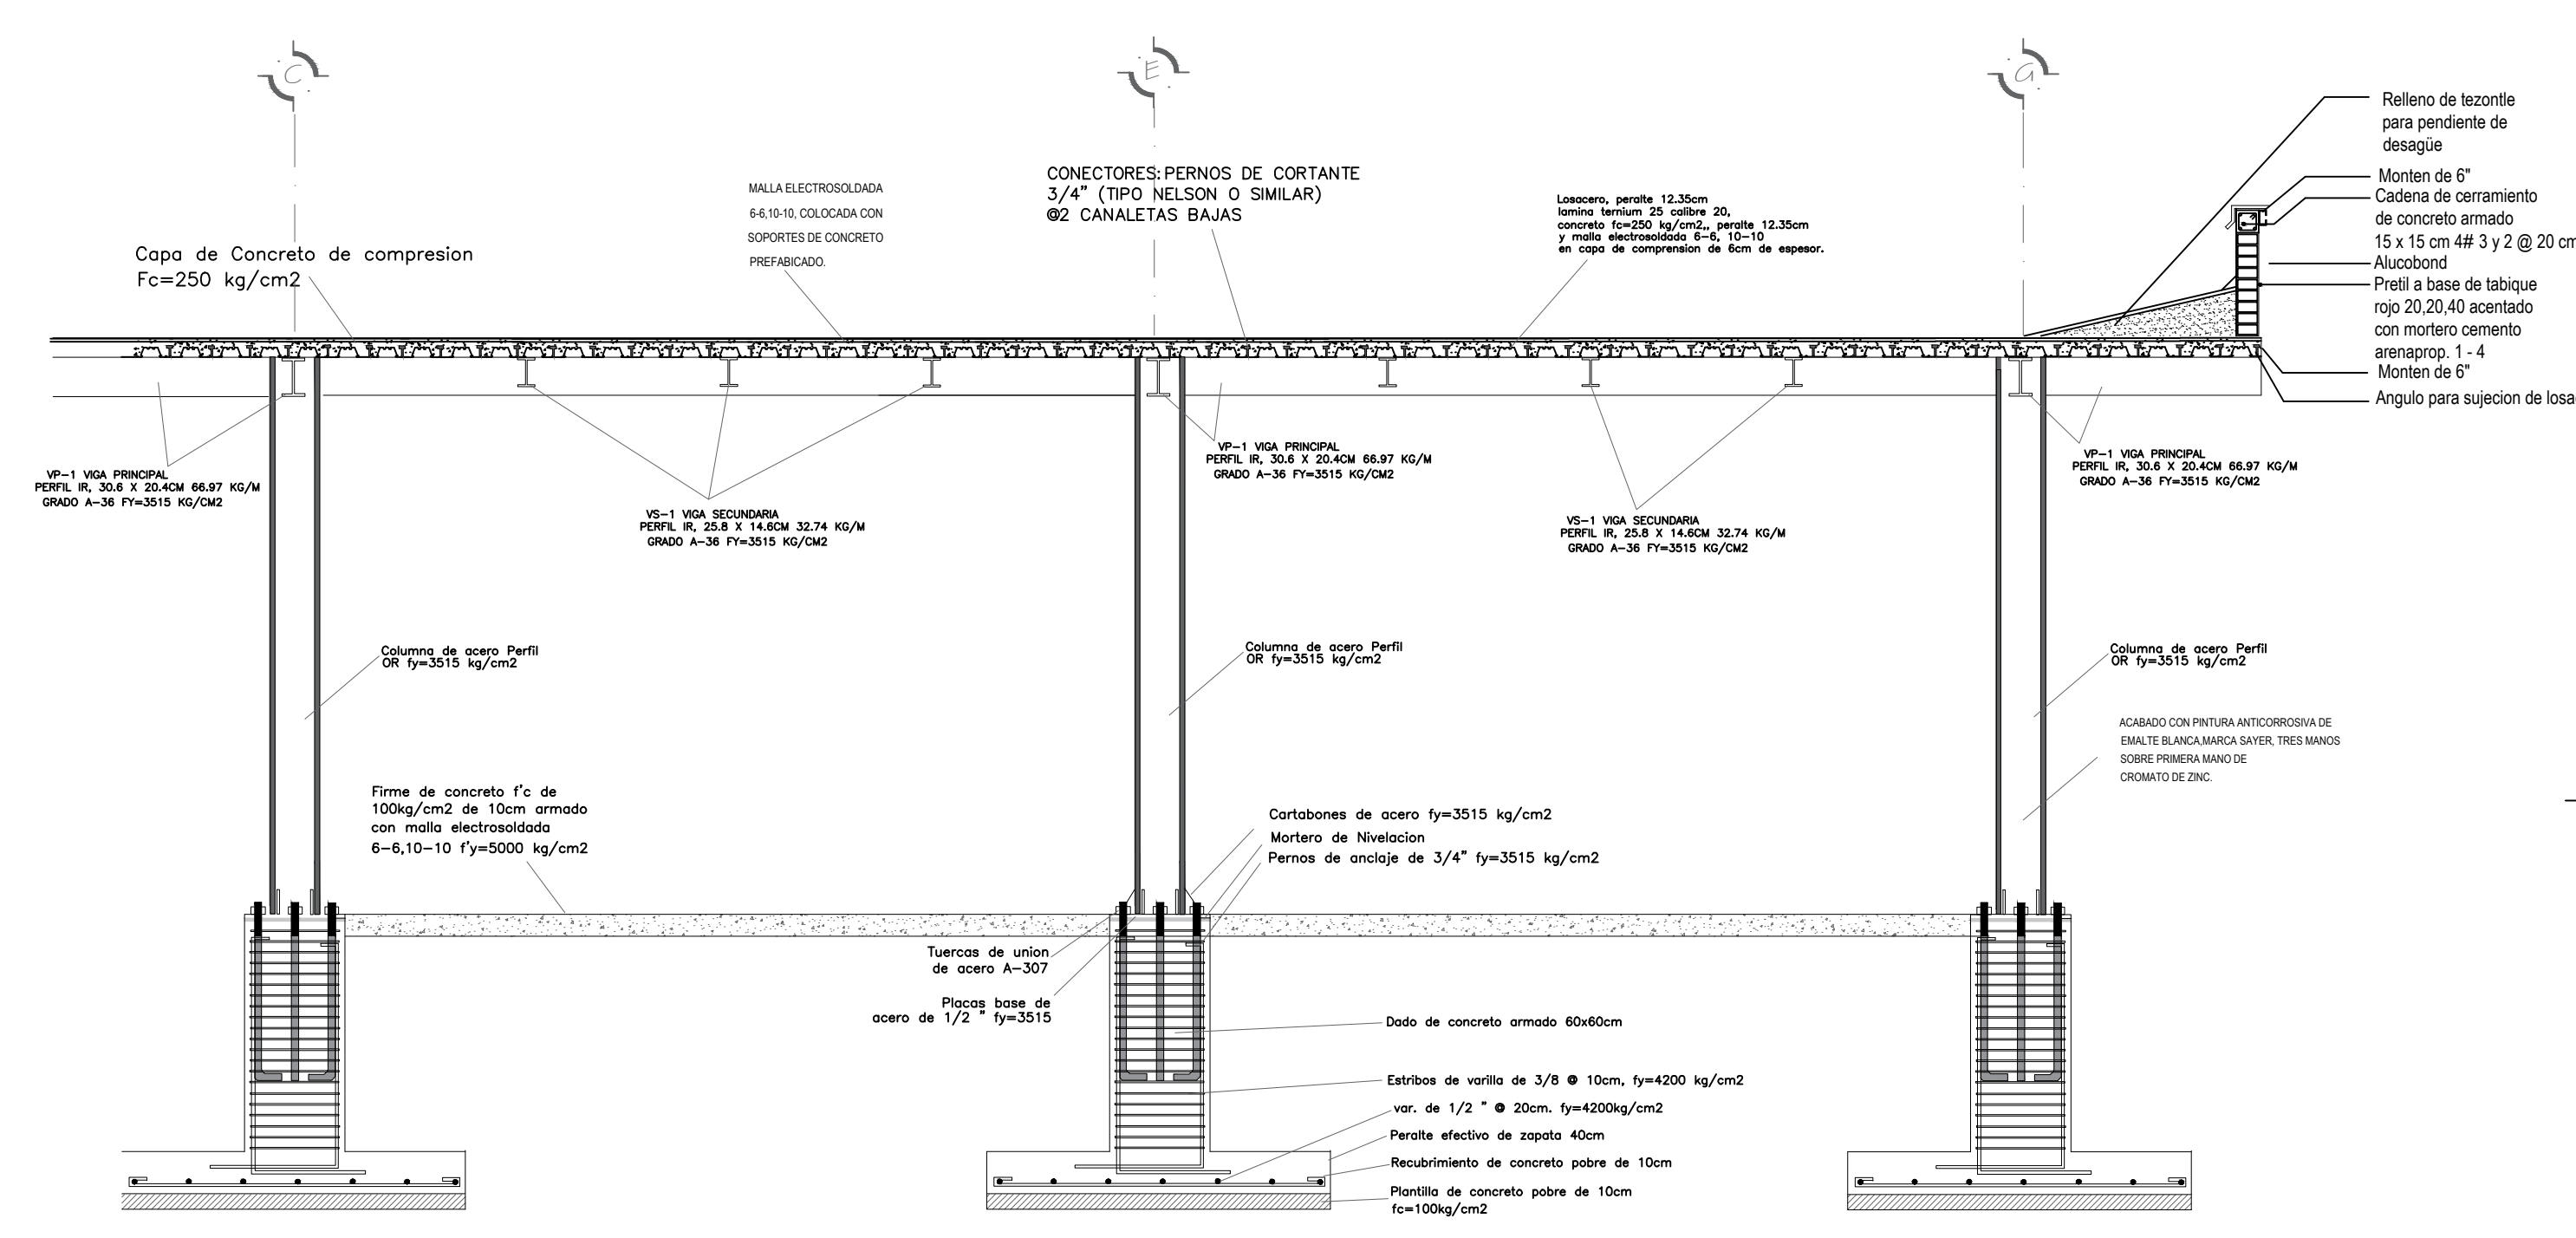 C
E
G
Relleno de tezontle
para pendiente de
desagüe
Monten de 6"
Cadena de cerramiento
de concreto armado
15 x 15 cm 4# 3 y 2 @ 20 cm
Alucobond
Pretil a base de tabique
rojo 20,20,40 acentado
con mortero cemento
arenaprop. 1 - 4
Monten de 6"
Angulo para sujecion de losa
CONECTORES: PERNOS DE CORTANTE
3/4" (TIPO NELSON O SIMILAR)
@2 CANALETAS BAJAS
MALLA ELECTROSOLDADA
6-6,10-10, COLOCADA CON
SOPORTES DE CONCRETO
PREFABICADO.
Losacero, peralte 12.35cm
lamina ternium 25 calibre 20,
concreto fc=250 kg/cm2,, peralte 12.35cm
y malla electrosoldada 6-6, 10-10
en capa de comprension de 6cm de espesor.
Capa de Concreto de compresion
Fc=250 kg/cm2
VP-1 VIGA PRINCIPAL
PERFIL IR, 30.6 X 20.4CM 66.97 KG/M
GRADO A-36 FY=3515 KG/CM2
VS-1 VIGA SECUNDARIA
PERFIL IR, 25.8 X 14.6CM 32.74 KG/M
GRADO A-36 FY=3515 KG/CM2
VP-1 VIGA PRINCIPAL
PERFIL IR, 30.6 X 20.4CM 66.97 KG/M
GRADO A-36 FY=3515 KG/CM2
VS-1 VIGA SECUNDARIA
PERFIL IR, 25.8 X 14.6CM 32.74 KG/M
GRADO A-36 FY=3515 KG/CM2
VP-1 VIGA PRINCIPAL
PERFIL IR, 30.6 X 20.4CM 66.97 KG/M
GRADO A-36 FY=3515 KG/CM2
Columna de acero Perfil
OR fy=3515 kg/cm2
Columna de acero Perfil
OR fy=3515 kg/cm2
Columna de acero Perfil
OR fy=3515 kg/cm2
ACABADO CON PINTURA ANTICORROSIVA DE
EMALTE BLANCA,MARCA SAYER, TRES MANOS
SOBRE PRIMERA MANO DE
CROMATO DE ZINC.
Firme de concreto f'c de
100kg/cm2 de 10cm armado
con malla electrosoldada
6-6,10-10 f'y=5000 kg/cm2
Cartabones de acero fy=3515 kg/cm2
Mortero de Nivelacion
Pernos de anclaje de 3/4" fy=3515 kg/cm2
Tuercas de union
de acero A-307
Placas base de
acero de 1/2 " fy=3515
Dado de concreto armado 60x60cm
Estribos de varilla de 3/8 @ 10cm, fy=4200 kg/cm2
var. de 1/2 " @ 20cm. fy=4200kg/cm2
Peralte efectivo de zapata 40cm
Recubrimiento de concreto pobre de 10cm
Plantilla de concreto pobre de 10cm
fc=100kg/cm2